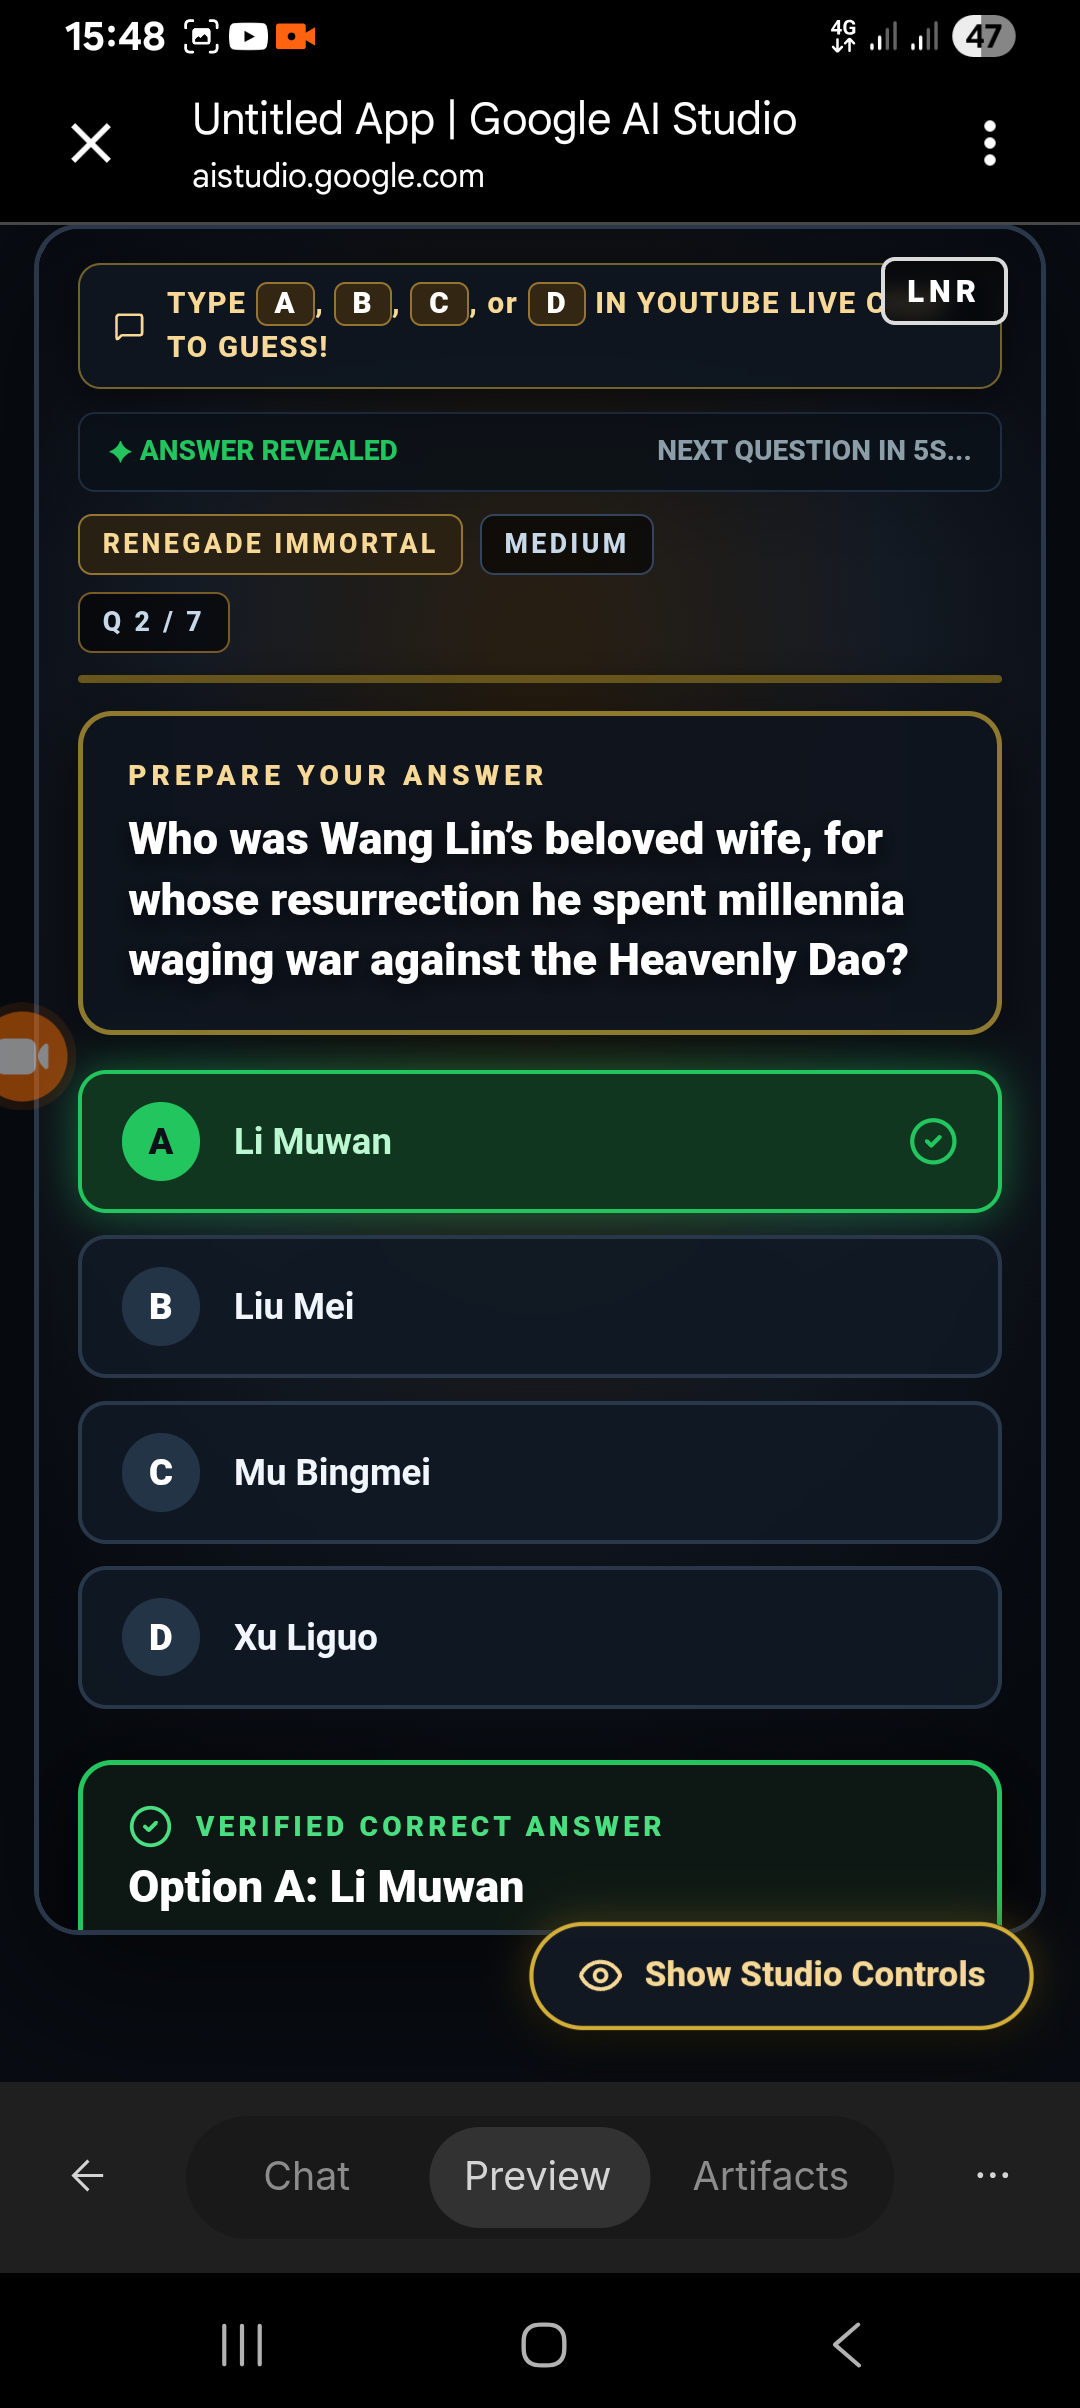 15:48
4G
47
Untitled App | Google AI Studio
aistudio.google.com
TYPE A, B, C, or D IN YOUTUBE LIVE C
LNR
TO GUESS!
ANSWER REVEALED
NEXT QUESTION IN 5S...
RENEGADE IMMORTAL
MEDIUM
Q 2 / 7
PREPARE YOUR ANSWER
Who was Wang Lin’s beloved wife, for
whose resurrection he spent millennia
waging war against the Heavenly Dao?
A Li Muwan
B Liu Mei
C Mu Bingmei
D Xu Liguo
VERIFIED CORRECT ANSWER
Option A: Li Muwan
Show Studio Controls
Chat
Preview
Artifacts